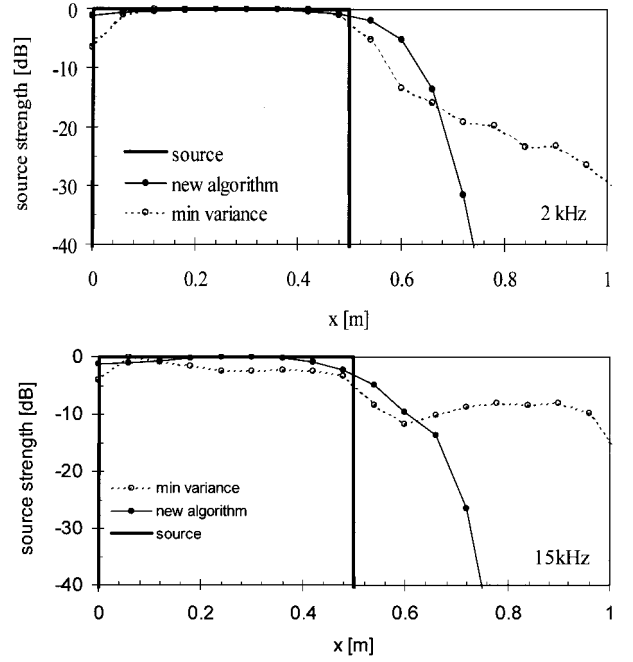 source strength [dB]
0
-10
-20
-30
-40
source
new algorithm
min variance
2 kHz
0 0.2 0.4 0.6 0.8 1
x [m]
source strength [dB]
0
-10
-20
-30
-40
min variance
new algorithm
source
15kHz
0 0.2 0.4 0.6 0.8 1
x [m]